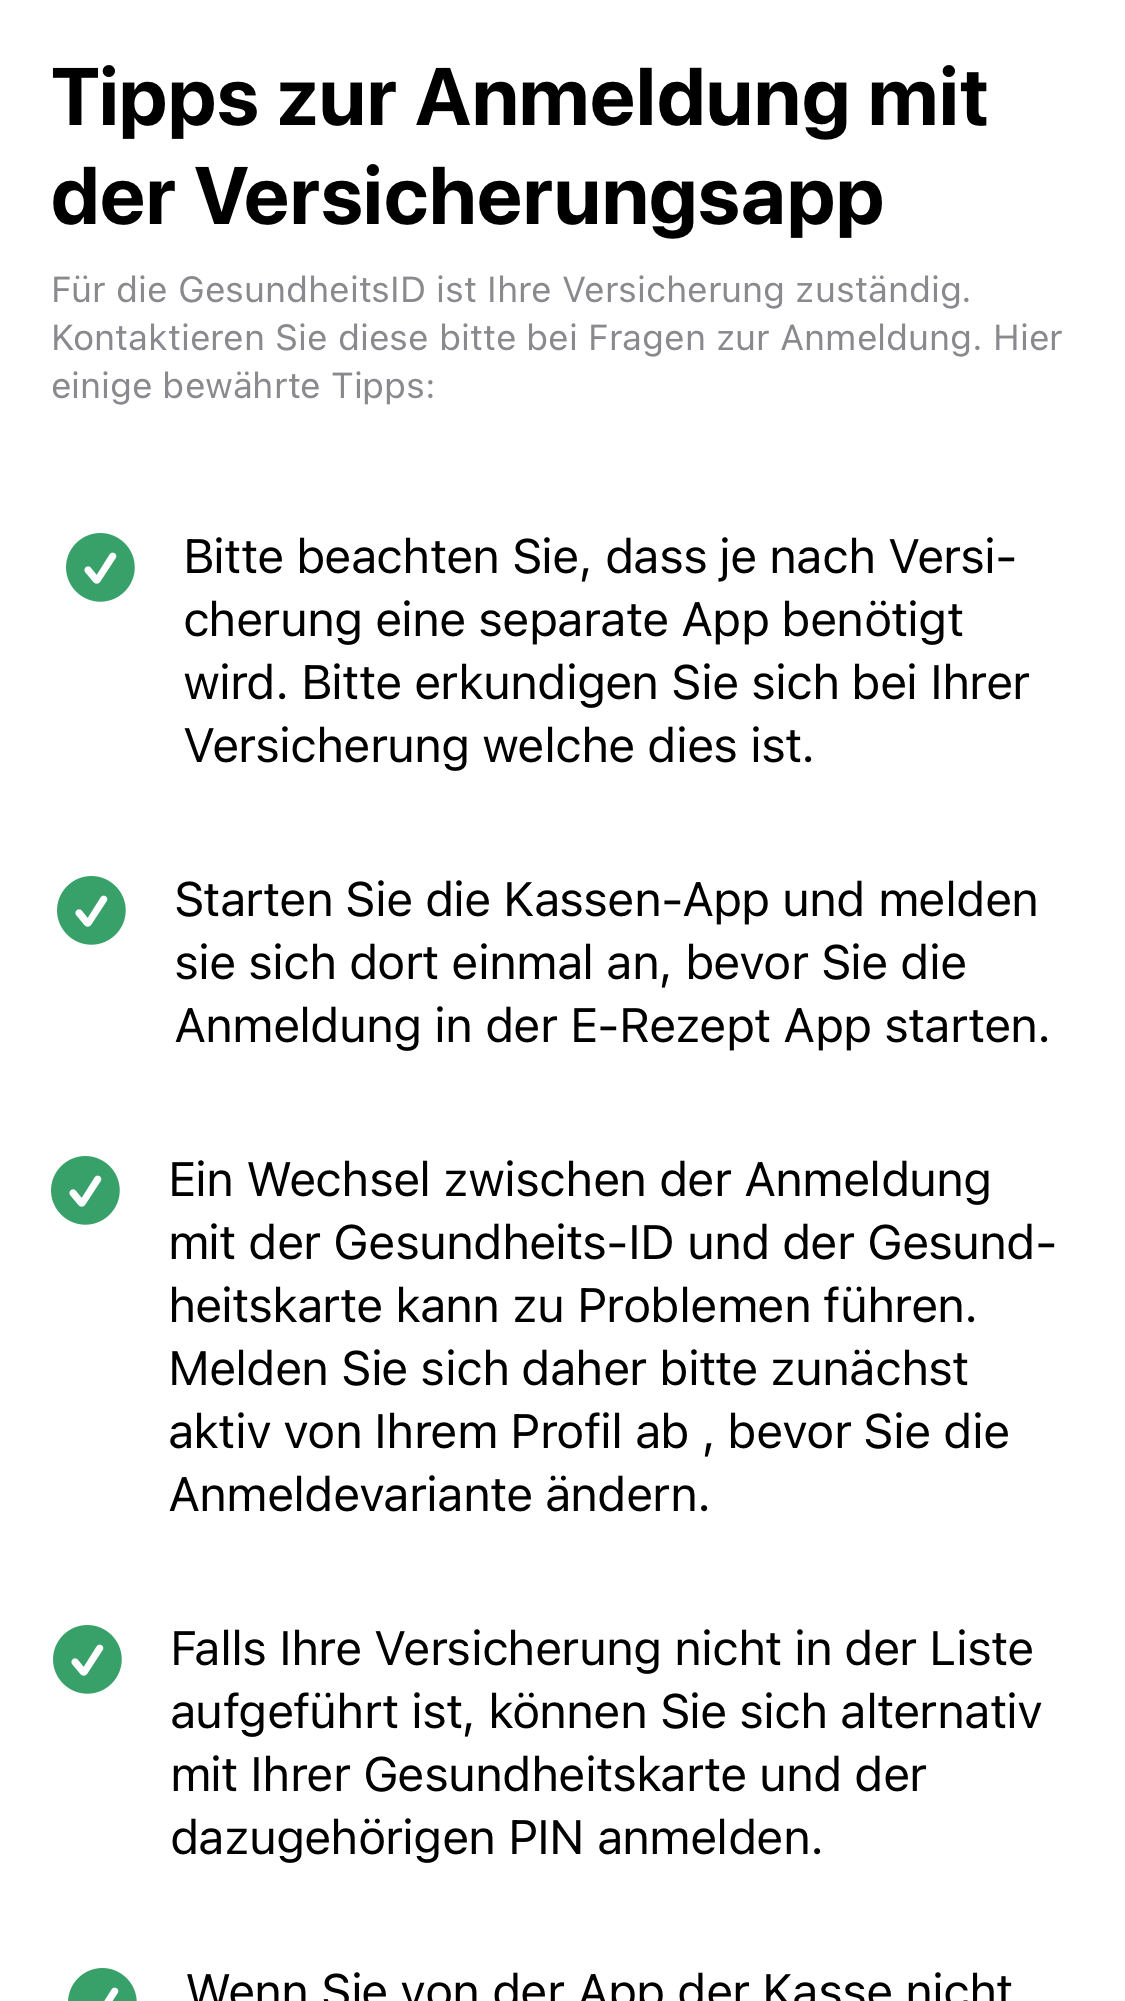 Tipps zur Anmeldung mit
der Versicherungsapp
Für die GesundheitsID ist Ihre Versicherung zuständig.
Kontaktieren Sie diese bitte bei Fragen zur Anmeldung. Hier
einige bewährte Tipps:
Bitte beachten Sie, dass je nach Versi-
cherung eine separate App benötigt
wird. Bitte erkundigen Sie sich bei Ihrer
Versicherung welche dies ist.
Starten Sie die Kassen-App und melden
sie sich dort einmal an, bevor Sie die
Anmeldung in der E-Rezept App starten.
Ein Wechsel zwischen der Anmeldung
mit der Gesundheits-ID und der Gesund-
heitskarte kann zu Problemen führen.
Melden Sie sich daher bitte zunächst
aktiv von Ihrem Profil ab , bevor Sie die
Anmeldevariante ändern.
Falls Ihre Versicherung nicht in der Liste
aufgeführt ist, können Sie sich alternativ
mit Ihrer Gesundheitskarte und der
dazugehörigen PIN anmelden.
Wenn Sie von der App der Kasse nicht